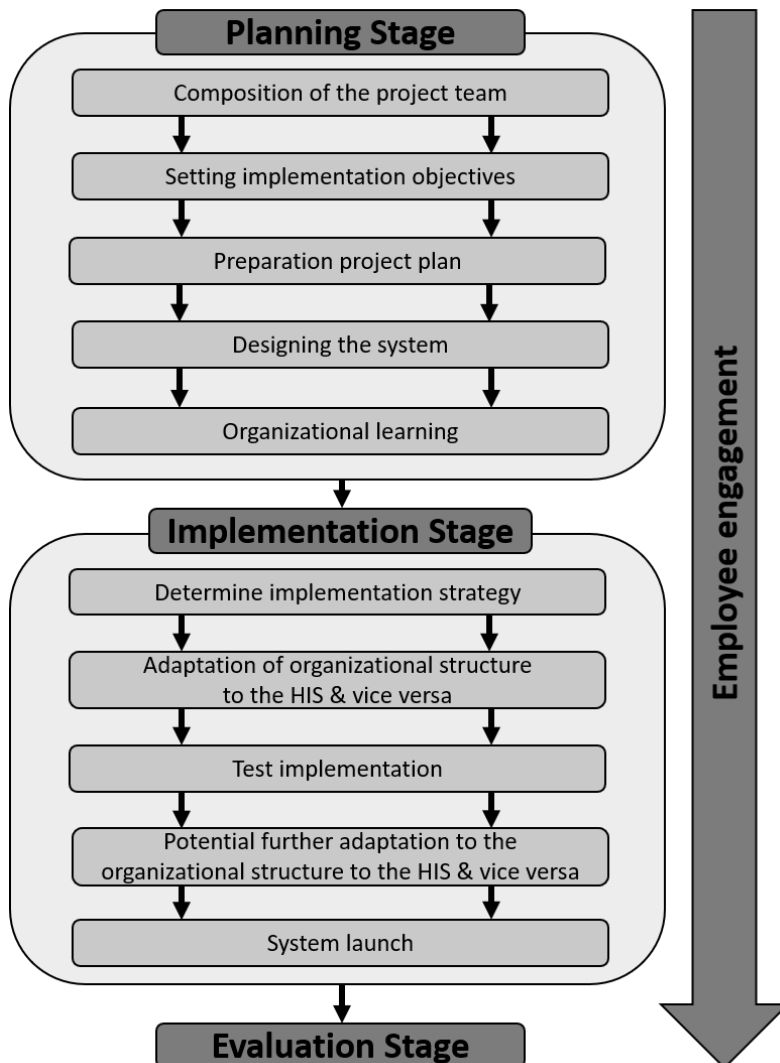 Planning Stage
Composition of the project team
Setting implementation objectives
Preparation project plan
Designing the system
Organizational learning
Implementation Stage
Determine implementation strategy
Adaptation of organizational structure
to the HIS & vice versa
Test implementation
Potential further adaptation to the
organizational structure to the HIS & vice versa
System launch
Evaluation Stage
Employee engagement